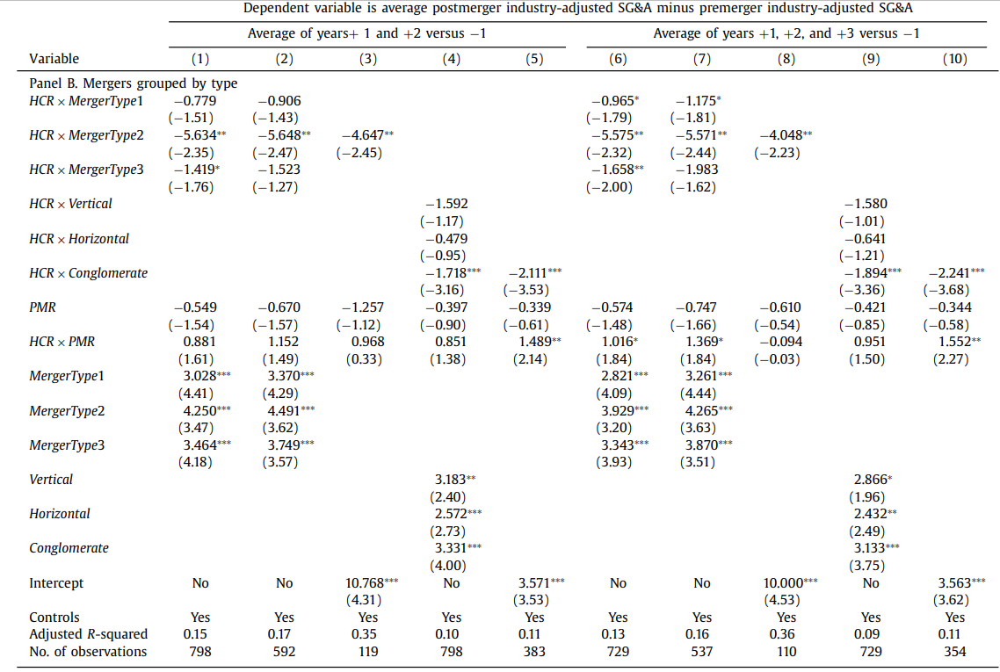 Dependent variable is average postmerger industry-adjusted SG&A minus premerger industry-adjusted SG&A
Average of years+ 1 and +2 versus −1 Average of years +1, +2, and +3 versus −1
Variable (1) (2) (3) (4) (5) (6) (7) (8) (9) (10)
Panel B. Mergers grouped by type
HCR × MergerType1 −0.779 −0.906 −0.965* −1.175*
(−1.51) (−1.43) (−1.79) (−1.81)
HCR × MergerType2 −5.634** −5.648** −4.647** −5.575** −5.571** −4.048**
(−2.35) (−2.47) (−2.45) (−2.32) (−2.44) (−2.23)
HCR × MergerType3 −1.419* −1.523 −1.658** −1.983
(−1.76) (−1.27) (−2.00) (−1.62)
HCR × Vertical −1.592 −1.580
(−1.17) (−1.01)
HCR × Horizontal −0.479 −0.641
(−0.95) (−1.21)
HCR × Conglomerate −1.718*** −2.111*** −1.894*** −2.241***
(−3.16) (−3.53) (−3.36) (−3.68)
PMR −0.549 −0.670 −1.257 −0.397 −0.339 −0.574 −0.747 −0.610 −0.421 −0.344
(−1.54) (−1.57) (−1.12) (−0.90) (−0.61) (−1.48) (−1.66) (−0.54) (−0.85) (−0.58)
HCR × PMR 0.881 1.152 0.968 0.851 1.489** 1.016* 1.369* −0.094 0.951 1.552**
(1.61) (1.49) (0.33) (1.38) (2.14) (1.84) (1.84) (−0.03) (1.50) (2.27)
MergerType1 3.028*** 3.370*** 2.821*** 3.261***
(4.41) (4.29) (4.09) (4.44)
MergerType2 4.250*** 4.491*** 3.929*** 4.265***
(3.47) (3.62) (3.20) (3.63)
MergerType3 3.464*** 3.749*** 3.343*** 3.870***
(4.18) (3.57) (3.93) (3.51)
Vertical 3.183** 2.866*
(2.40) (1.96)
Horizontal 2.572*** 2.432**
(2.73) (2.49)
Conglomerate 3.331*** 3.133***
(4.00) (3.75)
Intercept No No 10.768*** No 3.571*** No No 10.000*** No 3.563***
(4.31) (3.53) (4.53) (3.62)
Controls Yes Yes Yes Yes Yes Yes Yes Yes Yes Yes
Adjusted R-squared 0.15 0.17 0.35 0.10 0.11 0.13 0.16 0.36 0.09 0.11
No. of observations 798 592 119 798 383 729 537 110 729 354